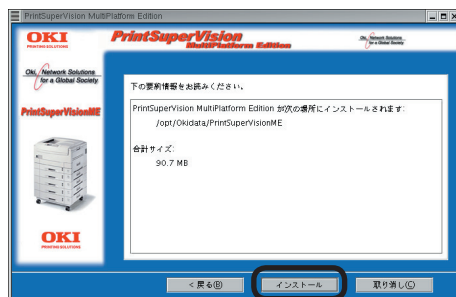 PrintSuperVision MultiPlatform Edition
OKI
PRINTING SOLUTIONS
PrintSuperVision
MultiPlatform Edition
Oki, Network Solutions
for a Global Society
Oki, Network Solutions
for a Global Society
PrintSuperVisionME
OKI
PRINTING SOLUTIONS
下の要約情報をお読みください。
PrintSuperVision MultiPlatform Edition が次の場所にインストールされます:
/opt/Okidata/PrintSuperVisionME
合計サイズ:
90.7 MB
< 戻る(B)
インストール
取り消し(C)